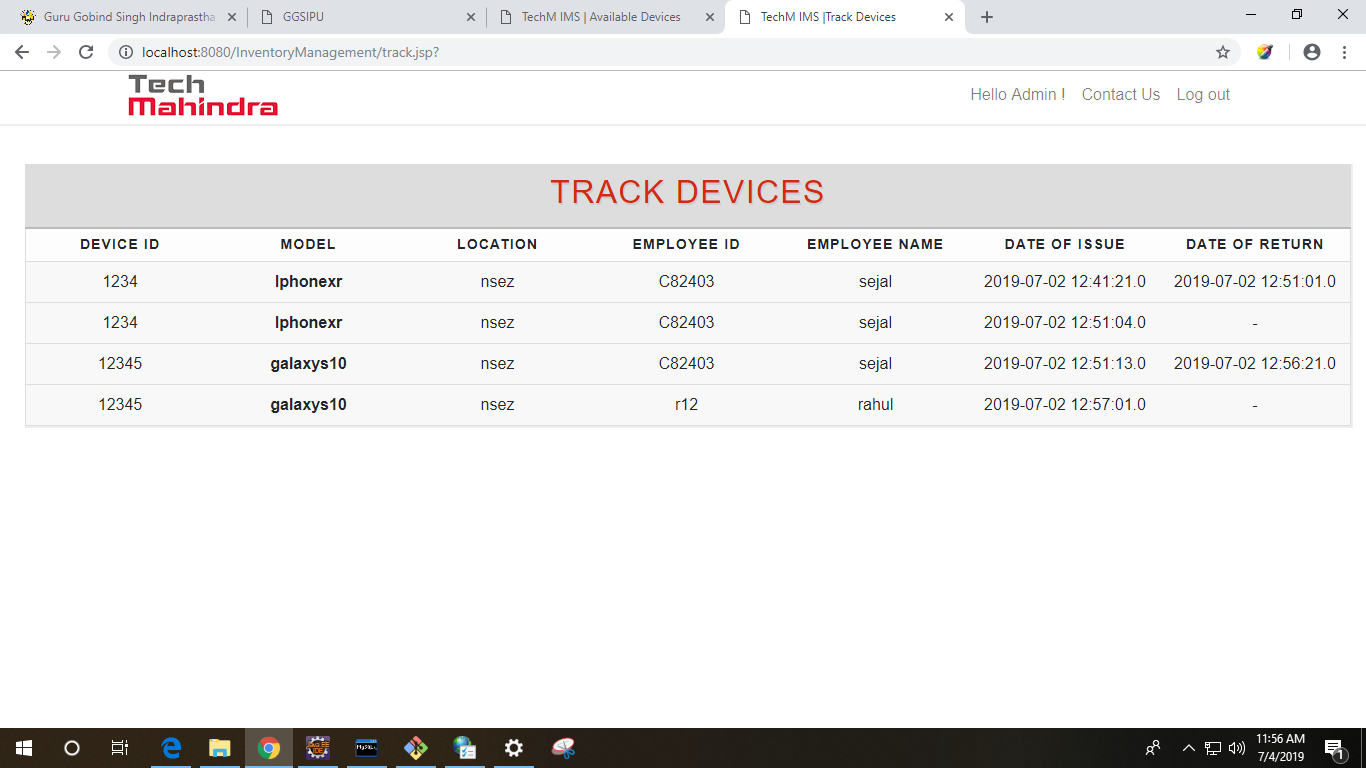 Guru Gobind Singh Indraprastha GGSIPU TechM IMS | Available Devices TechM IMS |Track Devices
localhost:8080/InventoryManagement/track.jsp?
Tech
Mahindra
Hello Admin ! Contact Us Log out
TRACK DEVICES
DEVICE ID MODEL LOCATION EMPLOYEE ID EMPLOYEE NAME DATE OF ISSUE DATE OF RETURN
1234 Iphonexr nsez C82403 sejal 2019-07-02 12:41:21.0 2019-07-02 12:51:01.0
1234 Iphonexr nsez C82403 sejal 2019-07-02 12:51:04.0 -
12345 galaxys10 nsez C82403 sejal 2019-07-02 12:51:13.0 2019-07-02 12:56:21.0
12345 galaxys10 nsez r12 rahul 2019-07-02 12:57:01.0 -
11:56 AM
7/4/2019
1